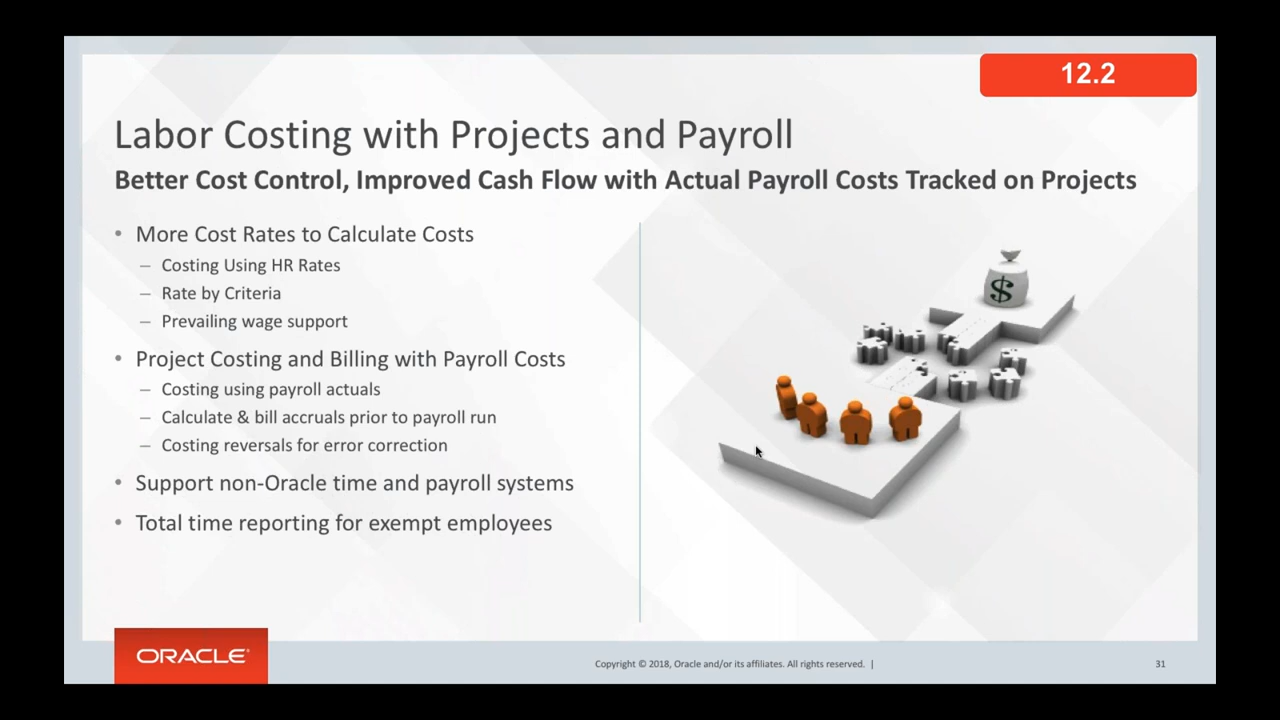 12.2
Labor Costing with Projects and Payroll
Better Cost Control, Improved Cash Flow with Actual Payroll Costs Tracked on Projects
• More Cost Rates to Calculate Costs
– Costing Using HR Rates
– Rate by Criteria
– Prevailing wage support
• Project Costing and Billing with Payroll Costs
– Costing using payroll actuals
– Calculate & bill accruals prior to payroll run
– Costing reversals for error correction
• Support non-Oracle time and payroll systems
• Total time reporting for exempt employees
$
ORACLE®
Copyright © 2018, Oracle and/or its affiliates. All rights reserved. |
31